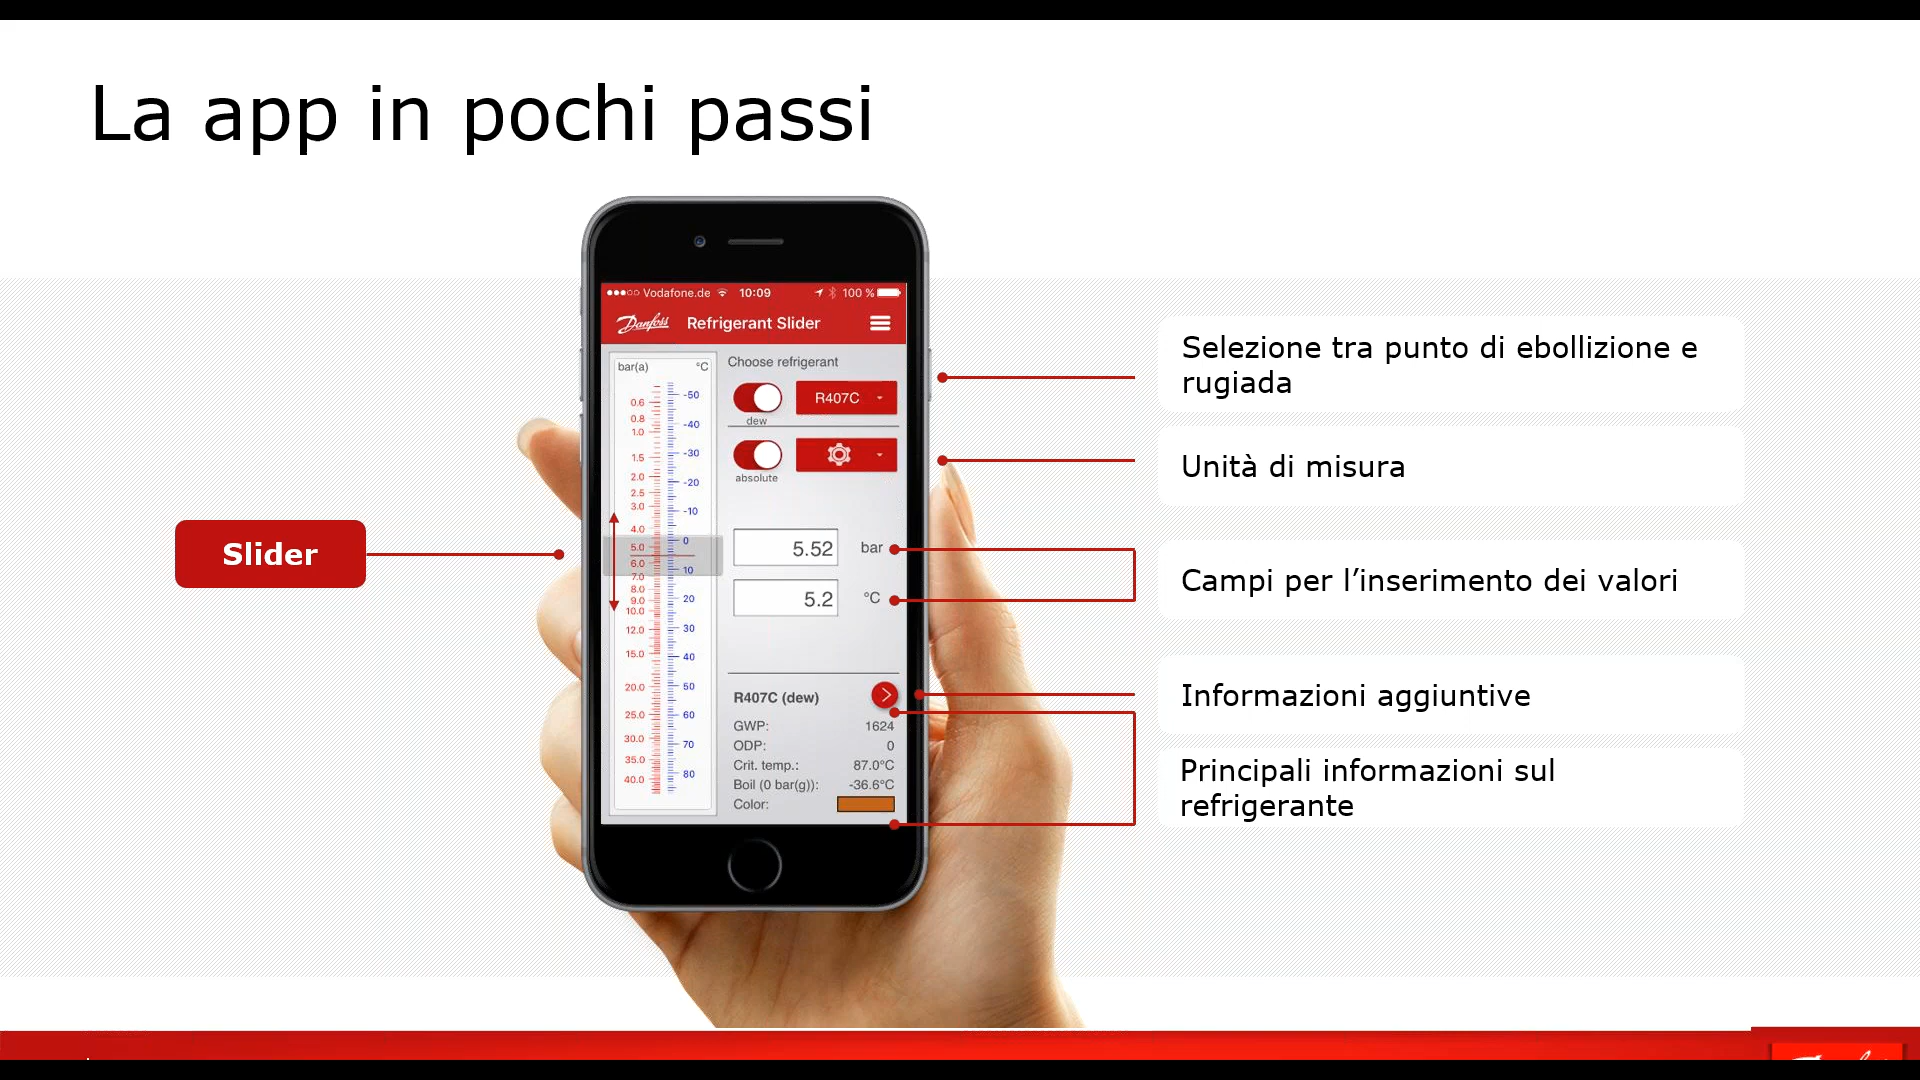 La app in pochi passi
Vodafone.de 10:09 100 %
Danfoss Refrigerant Slider
bar(a) °C
0.6
0.8
1.0
1.5
2.0
2.5
3.0
4.0
5.0
6.0
7.0
8.0
9.0
10.0
12.0
15.0
20.0
25.0
30.0
35.0
40.0
-50
-40
-30
-20
-10
0
10
20
30
40
50
60
70
80
Choose refrigerant
R407C
dew
absolute
5.52 bar
5.2 °C
R407C (dew)
GWP: 1624
ODP: 0
Crit. temp.: 87.0°C
Boil (0 bar(g)): -36.6°C
Color:
Slider
Selezione tra punto di ebollizione e
rugiada
Unità di misura
Campi per l’inserimento dei valori
Informazioni aggiuntive
Principali informazioni sul
refrigerante